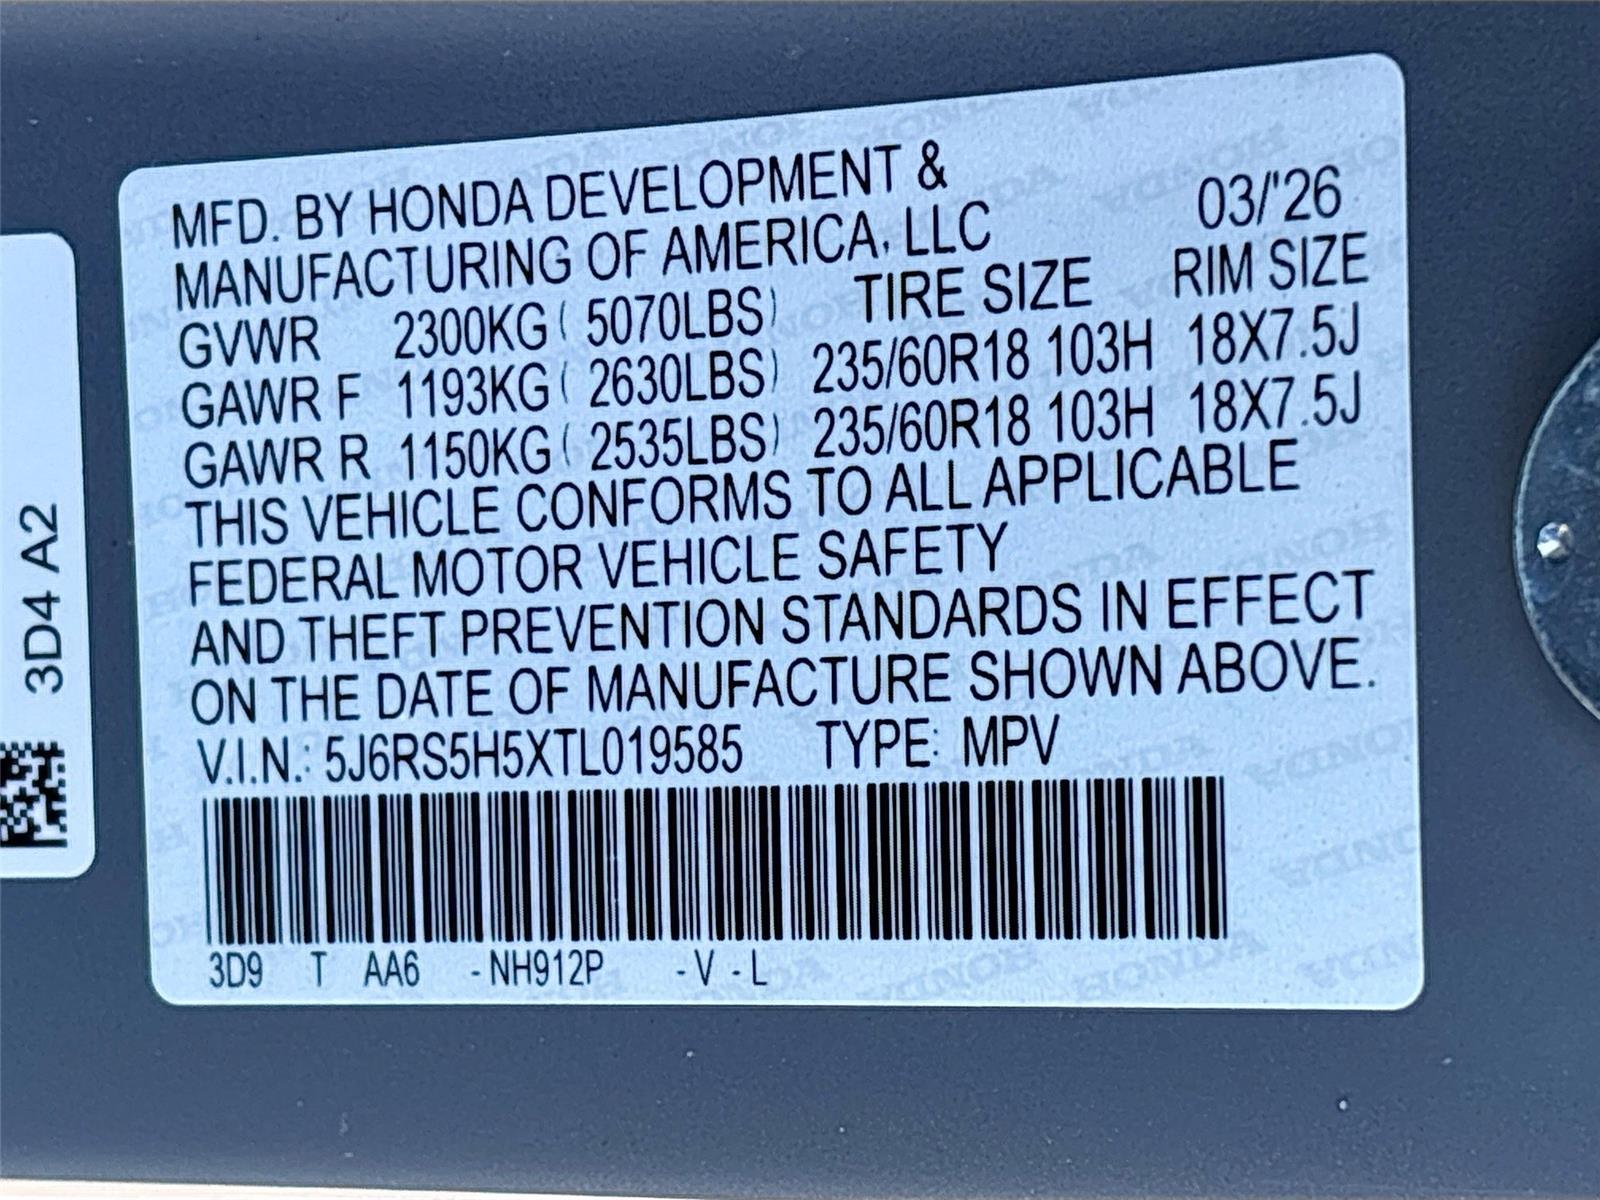 MFD. BY HONDA DEVELOPMENT &
MANUFACTURING OF AMERICA, LLC 03/'26
GVWR 2300KG ( 5070LBS) TIRE SIZE RIM SIZE
GAWR F 1193KG ( 2630LBS) 235/60R18 103H 18X7.5J
GAWR R 1150KG ( 2535LBS) 235/60R18 103H 18X7.5J
THIS VEHICLE CONFORMS TO ALL APPLICABLE
FEDERAL MOTOR VEHICLE SAFETY
AND THEFT PREVENTION STANDARDS IN EFFECT
ON THE DATE OF MANUFACTURE SHOWN ABOVE.
V.I.N.: 5J6RS5H5XTL019585 TYPE: MPV
3D9 T AA6 -NH912P -V -L
3D4 A2